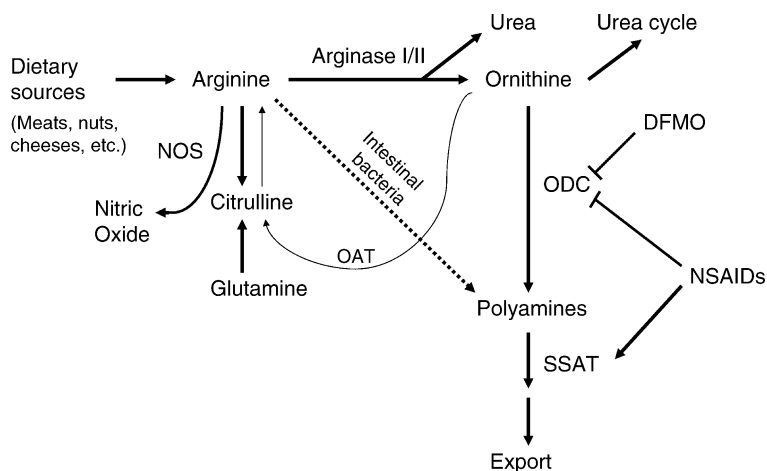 Urea
Urea cycle
Dietary
sources
(Meats, nuts,
cheeses, etc.)
Arginine
Arginase I/II
Ornithine
DFMO
NOS
Intestinal
bacteria
ODC
Nitric
Oxide
Citrulline
OAT
Glutamine
NSAIDs
Polyamines
SSAT
Export